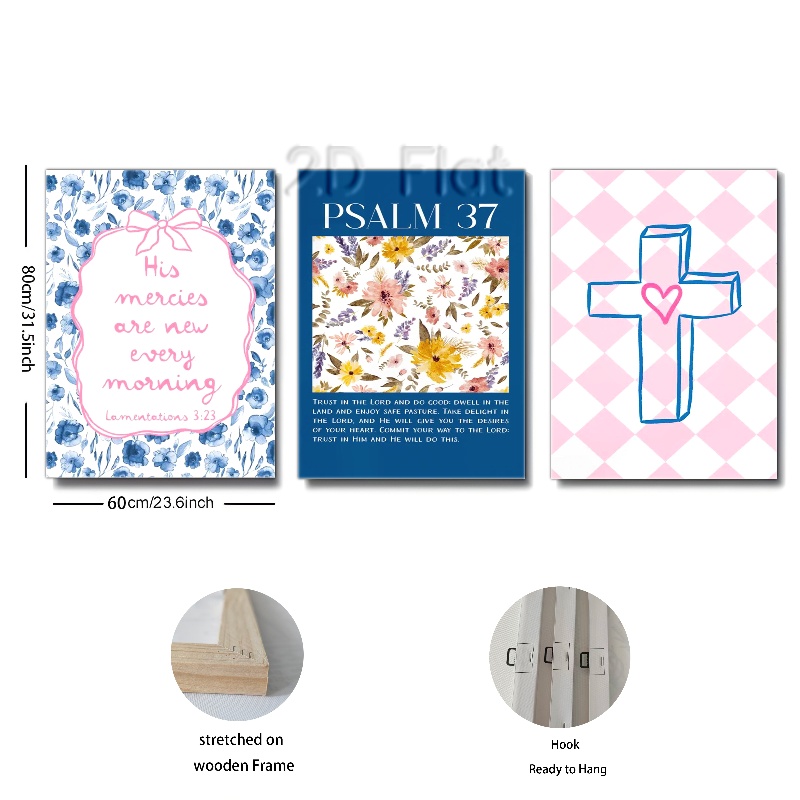 2D Flat
80cm/31.5inch
His
mercies
are new
every
morning
Lamentations 3:23
PSALM 37
TRUST IN THE LORD AND DO GOOD; DWELL IN THE
LAND AND ENJOY SAFE PASTURE. TAKE DELIGHT IN
THE LORD, AND HE WILL GIVE YOU THE DESIRES
OF YOUR HEART. COMMIT YOUR WAY TO THE LORD;
TRUST IN HIM AND HE WILL DO THIS.
60cm/23.6inch
stretched on
wooden Frame
Hook
Ready to Hang